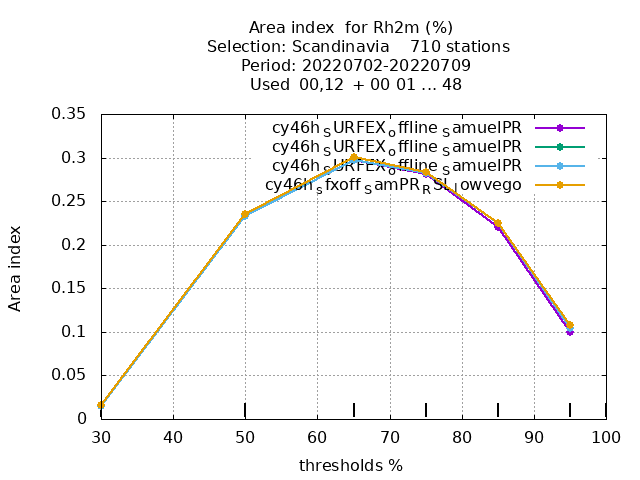 Area index  for Rh2m (%)
Selection: Scandinavia    710 stations
Period: 20220702-20220709
Used  00,12  + 00 01 ... 48
cy46h_SURFEX_offline_SamuelPR
cy46h_SURFEX_offline_SamuelPR
cy46h_SURFEX_offline_SamuelPR
cy46h_sfxoff_SamPR_RSL_lowvego
0.35
0.3
0.25
0.2
0.15
0.1
0.05
0
Area index
30 40 50 60 70 80 90 100
thresholds %